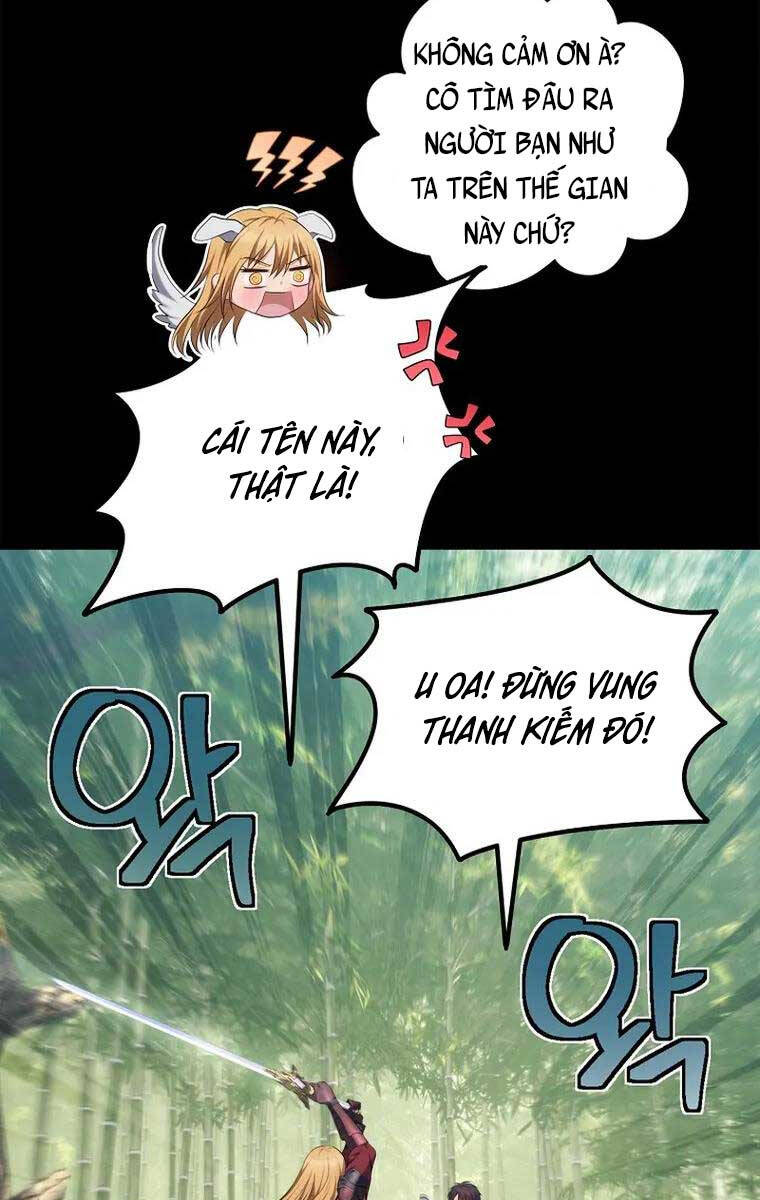 KHÔNG CẢM ƠN À?
CÔ TÌM ĐÂU RA
NGƯỜI BẠN NHƯ
TA TRÊN THẾ GIAN
NÀY CHỨ?
CÁI TÊN NÀY,
THẬT LÀ!
U OA! ĐỪNG VUNG
THANH KIẾM ĐÓ!
왁
왁